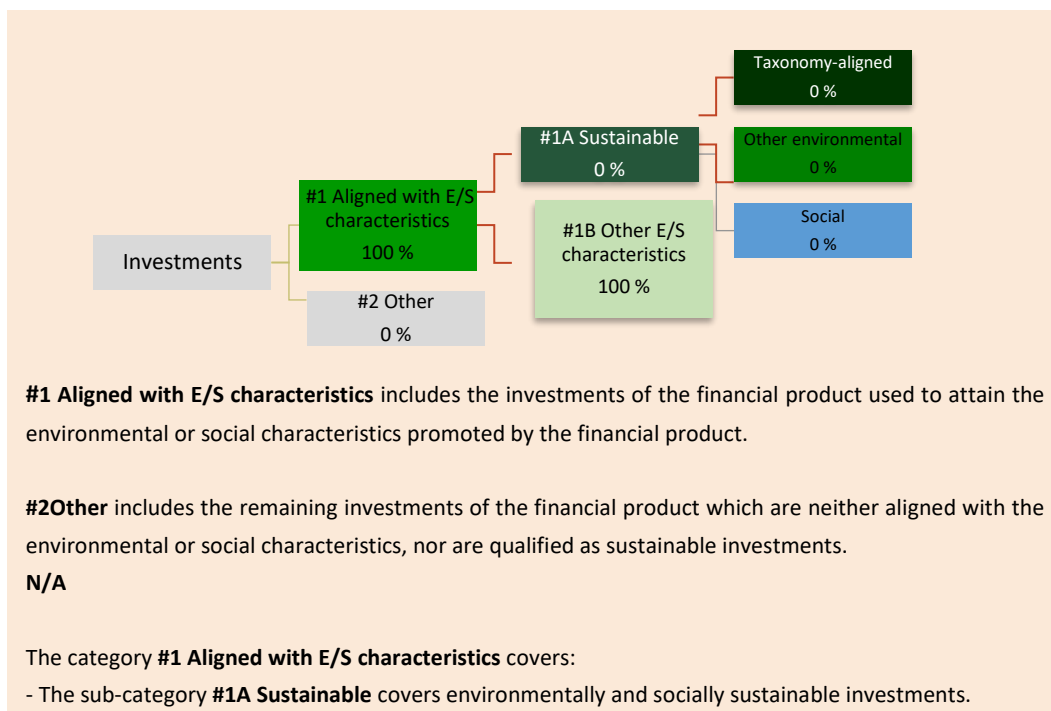 Taxonomy-aligned
0 %
#1A Sustainable
0 %
Other environmental
0 %
#1 Aligned with E/S
characteristics
100 %
#1B Other E/S
characteristics
100 %
Social
0 %
Investments
#2 Other
0 %
#1 Aligned with E/S characteristics includes the investments of the financial product used to attain the
environmental or social characteristics promoted by the financial product.
#2Other includes the remaining investments of the financial product which are neither aligned with the
environmental or social characteristics, nor are qualified as sustainable investments.
N/A
The category #1 Aligned with E/S characteristics covers:
- The sub-category #1A Sustainable covers environmentally and socially sustainable investments.